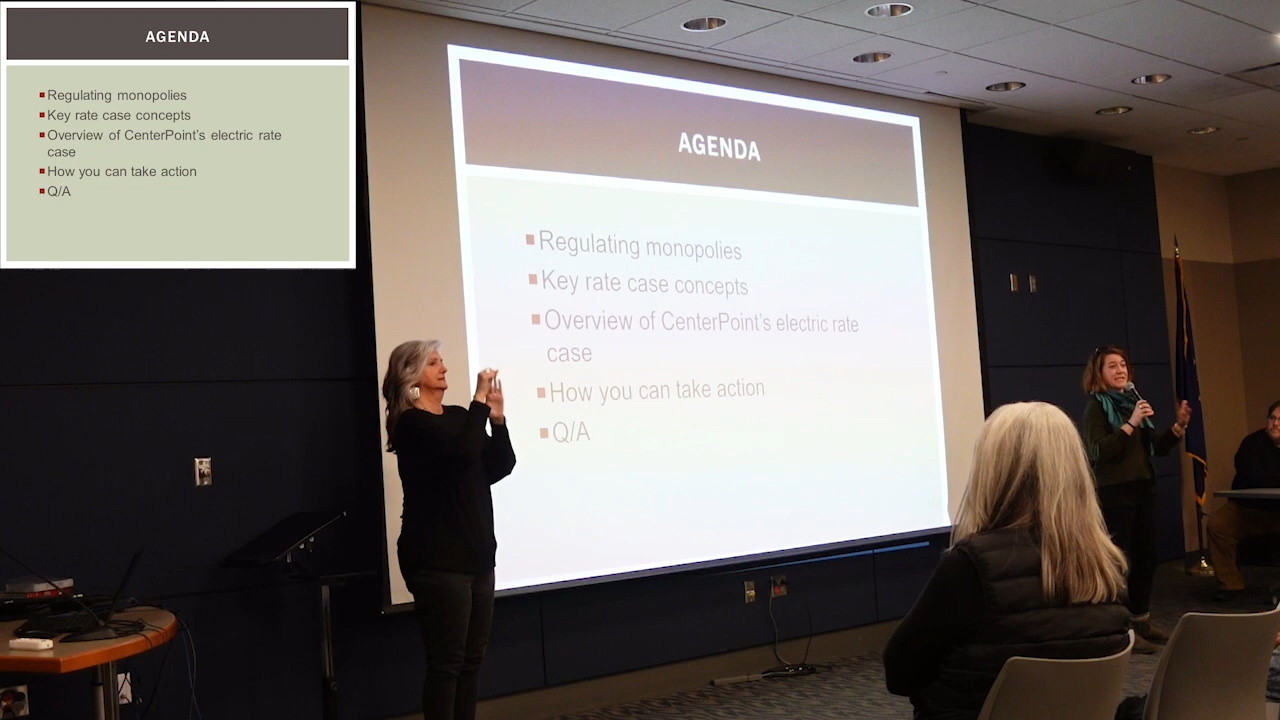 AGENDA
Regulating monopolies
Key rate case concepts
Overview of CenterPoint's electric rate
case
How you can take action
Q/A
AGENDA
Regulating monopolies
Key rate case concepts
Overview of CenterPoint's electric rate
case
How you can take action
Q/A